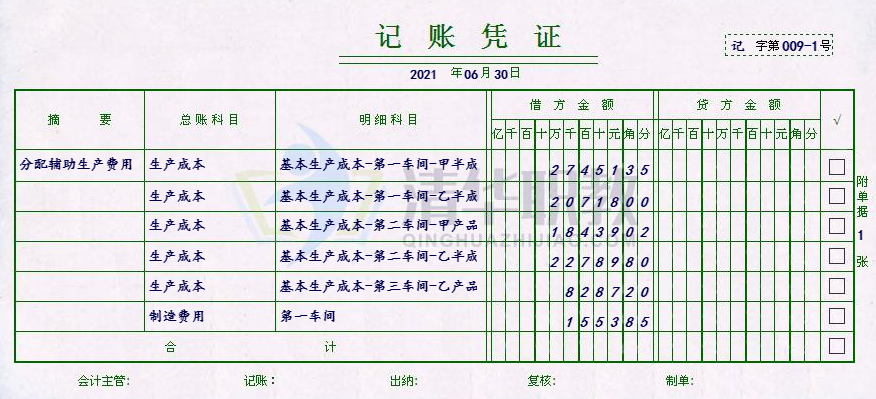 记 账 凭 证
记 字第 009-1 号
2021 年 06 月 30 日
摘 要 总账科目 明细科目 借 方 金 额 贷 方 金 额 √
亿 千 百 十 万 千 百 十 元 角 分 亿 千 百 十 万 千 百 十 元 角 分
分配辅助生产费用 生产成本 基本生产成本-第一车间-甲半成 2745135
生产成本 基本生产成本-第一车间-乙半成 2071800
生产成本 基本生产成本-第二车间-甲产品 1843902
生产成本 基本生产成本-第二车间-乙半成 2278980
生产成本 基本生产成本-第三车间-乙产品 828720
制造费用 第一车间 155385
合 计
附单据 1 张
会计主管: 记账: 出纳: 复核: 制单:
清华职教
QINGHUAZHIJIAO.COM